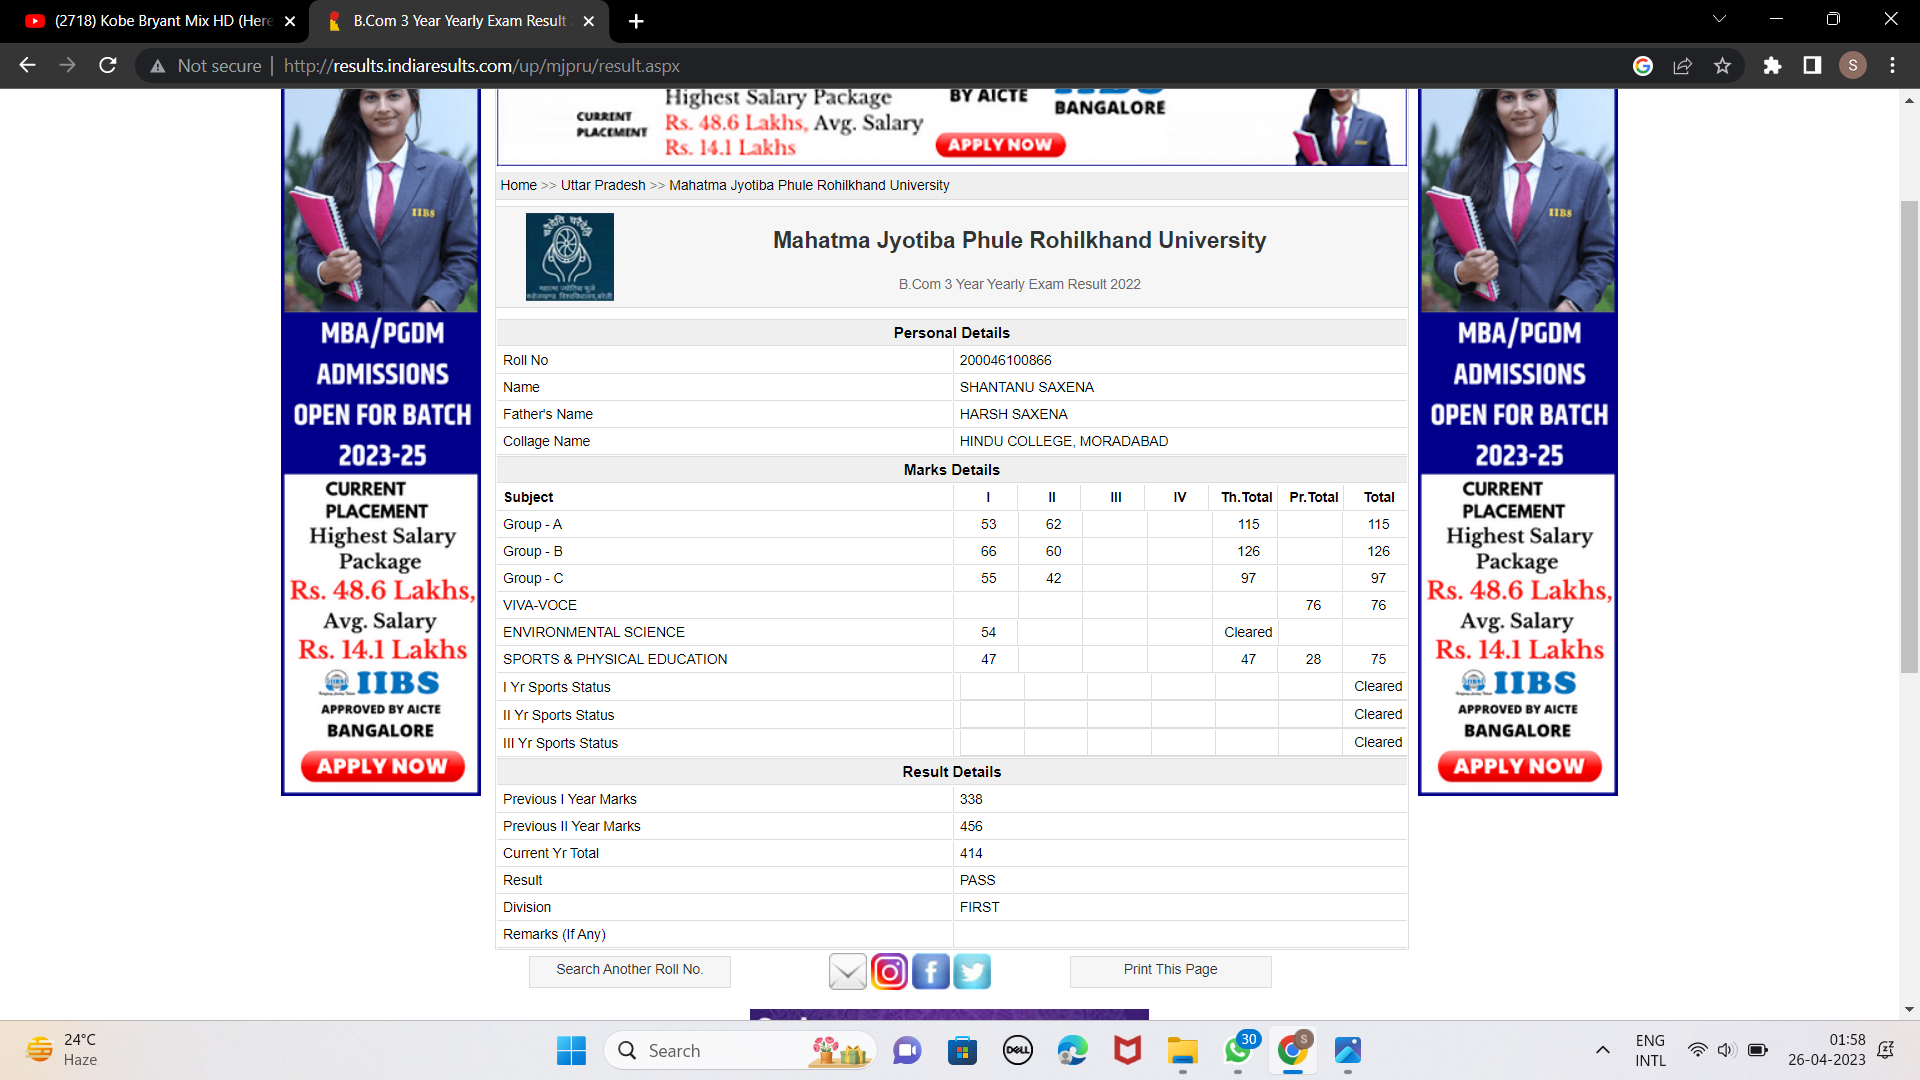 (2718) Kobe Bryant Mix HD (Here
B.Com 3 Year Yearly Exam Result
Not secure | http://results.indiaresults.com/up/mjpru/result.aspx
S
CURRENT PLACEMENT
Highest Salary Package
Rs. 48.6 Lakhs, Avg. Salary
Rs. 14.1 Lakhs
BY AICTE
BANGALORE
APPLY NOW
Home >> Uttar Pradesh >> Mahatma Jyotiba Phule Rohilkhand University
Mahatma Jyotiba Phule Rohilkhand University
B.Com 3 Year Yearly Exam Result 2022
Personal Details
Roll No 200046100866
Name SHANTANU SAXENA
Father's Name HARSH SAXENA
Collage Name HINDU COLLEGE, MORADABAD
Marks Details
Subject I II III IV Th.Total Pr.Total Total
Group - A 53 62 115 115
Group - B 66 60 126 126
Group - C 55 42 97 97
VIVA-VOCE 76 76
ENVIRONMENTAL SCIENCE 54 Cleared
SPORTS & PHYSICAL EDUCATION 47 47 28 75
I Yr Sports Status Cleared
II Yr Sports Status Cleared
III Yr Sports Status Cleared
Result Details
Previous I Year Marks 338
Previous II Year Marks 456
Current Yr Total 414
Result PASS
Division FIRST
Remarks (If Any)
Search Another Roll No.
Print This Page
IIBS
MBA/PGDM
ADMISSIONS
OPEN FOR BATCH
2023-25
CURRENT
PLACEMENT
Highest Salary
Package
Rs. 48.6 Lakhs,
Avg. Salary
Rs. 14.1 Lakhs
IIBS
APPROVED BY AICTE
BANGALORE
APPLY NOW
IIBS
MBA/PGDM
ADMISSIONS
OPEN FOR BATCH
2023-25
CURRENT
PLACEMENT
Highest Salary
Package
Rs. 48.6 Lakhs,
Avg. Salary
Rs. 14.1 Lakhs
IIBS
APPROVED BY AICTE
BANGALORE
APPLY NOW
24°C
Haze
Search
DELL
30
S
ENG
INTL
01:58
26-04-2023